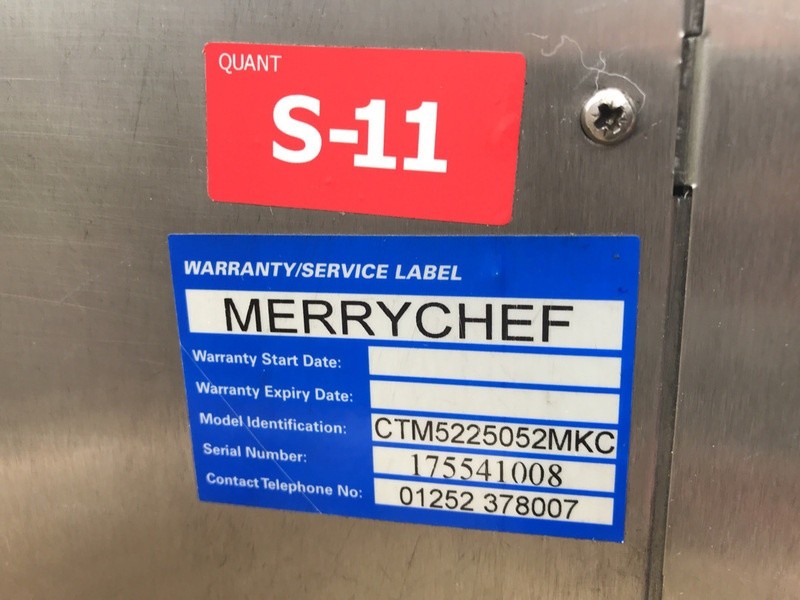 QUANT
S-11
WARRANTY/SERVICE LABEL
MERRYCHEF
Warranty Start Date:
Warranty Expiry Date:
Model Identification: CTM5225052MKC
Serial Number: 175541008
Contact Telephone No: 01252 378007